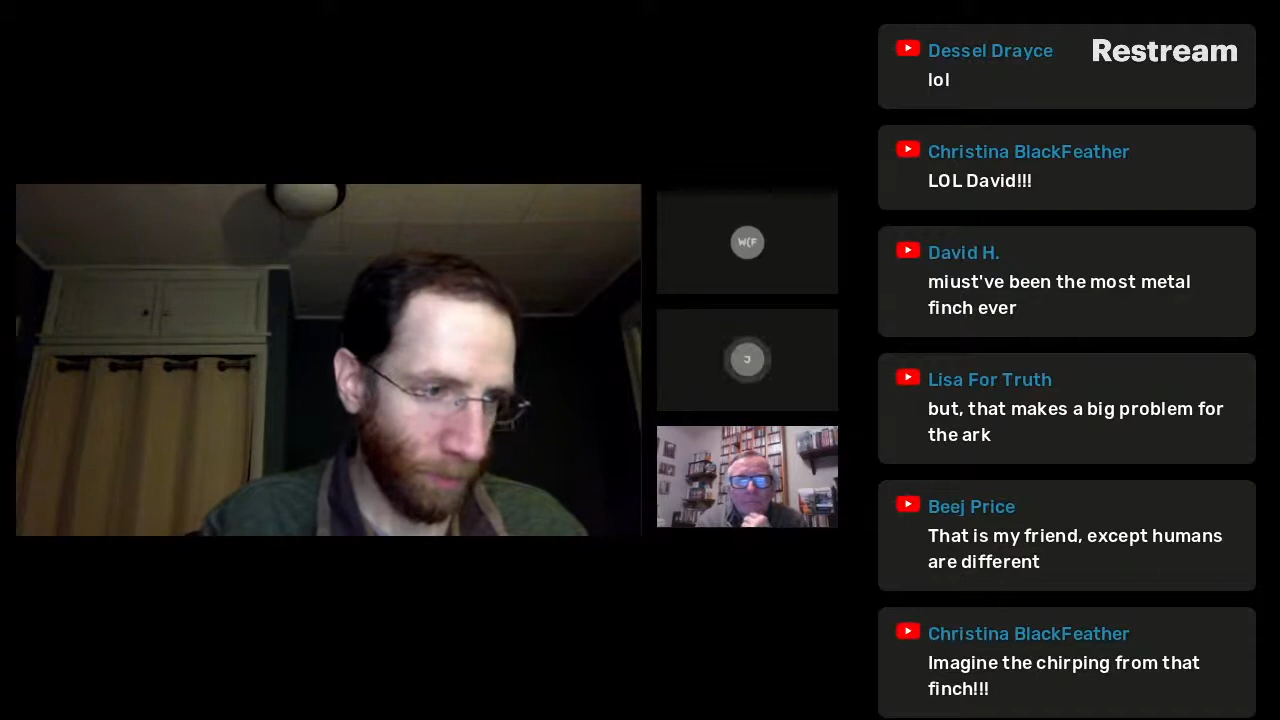 Restream
Dessel Drayce
lol
Christina BlackFeather
LOL David!!!
David H.
miust've been the most metal
finch ever
Lisa For Truth
but, that makes a big problem for
the ark
Beej Price
That is my friend, except humans
are different
Christina BlackFeather
Imagine the chirping from that
finch!!!
W(F
J